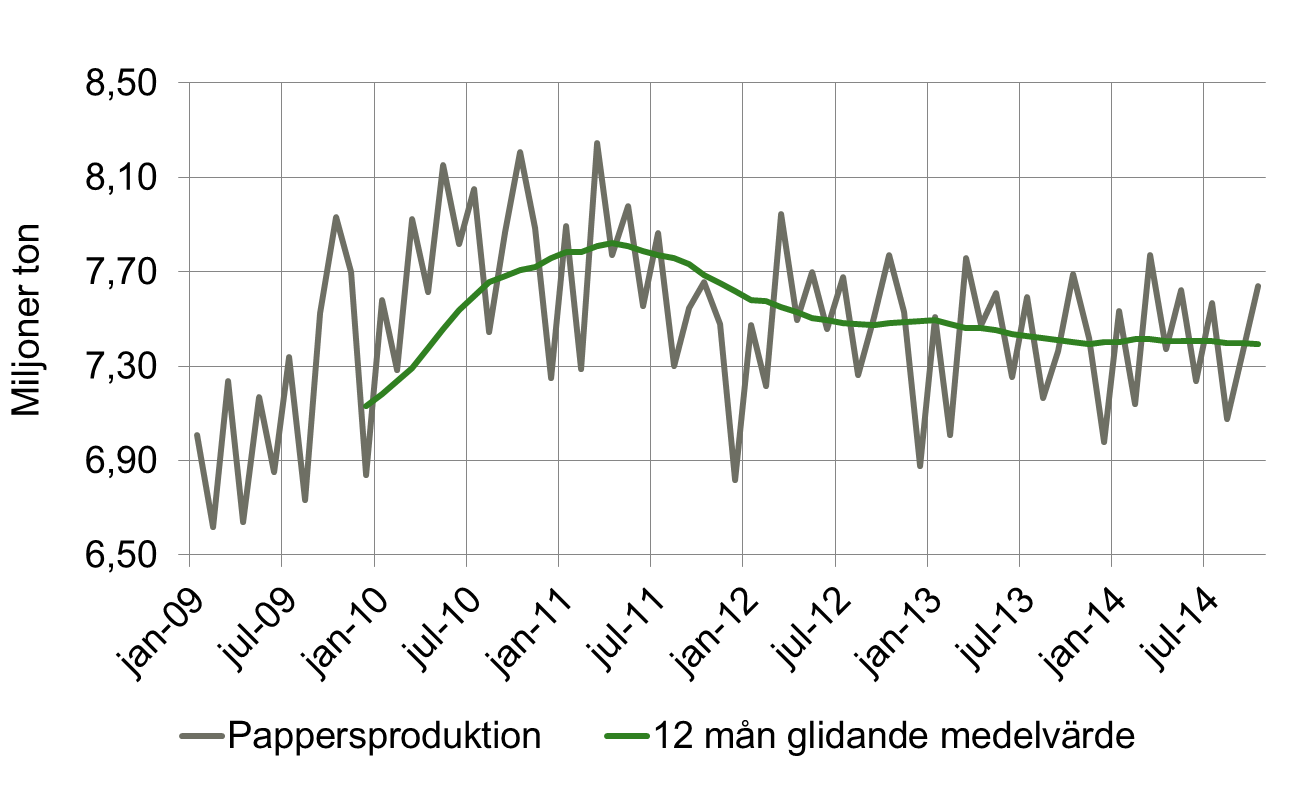 8,50
8,10
7,70
7,30
6,90
6,50
Miljoner ton
jan-09
jul-09
jan-10
jul-10
jan-11
jul-11
jan-12
jul-12
jan-13
jul-13
jan-14
jul-14
Pappersproduktion
12 mån glidande medelvärde